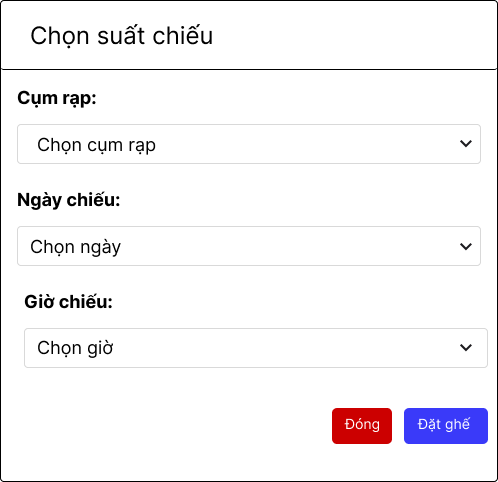 Chọn suất chiếu
Cụm rạp:
Chọn cụm rạp
Ngày chiếu:
Chọn ngày
Giờ chiếu:
Chọn giờ
Đóng Đặt ghế